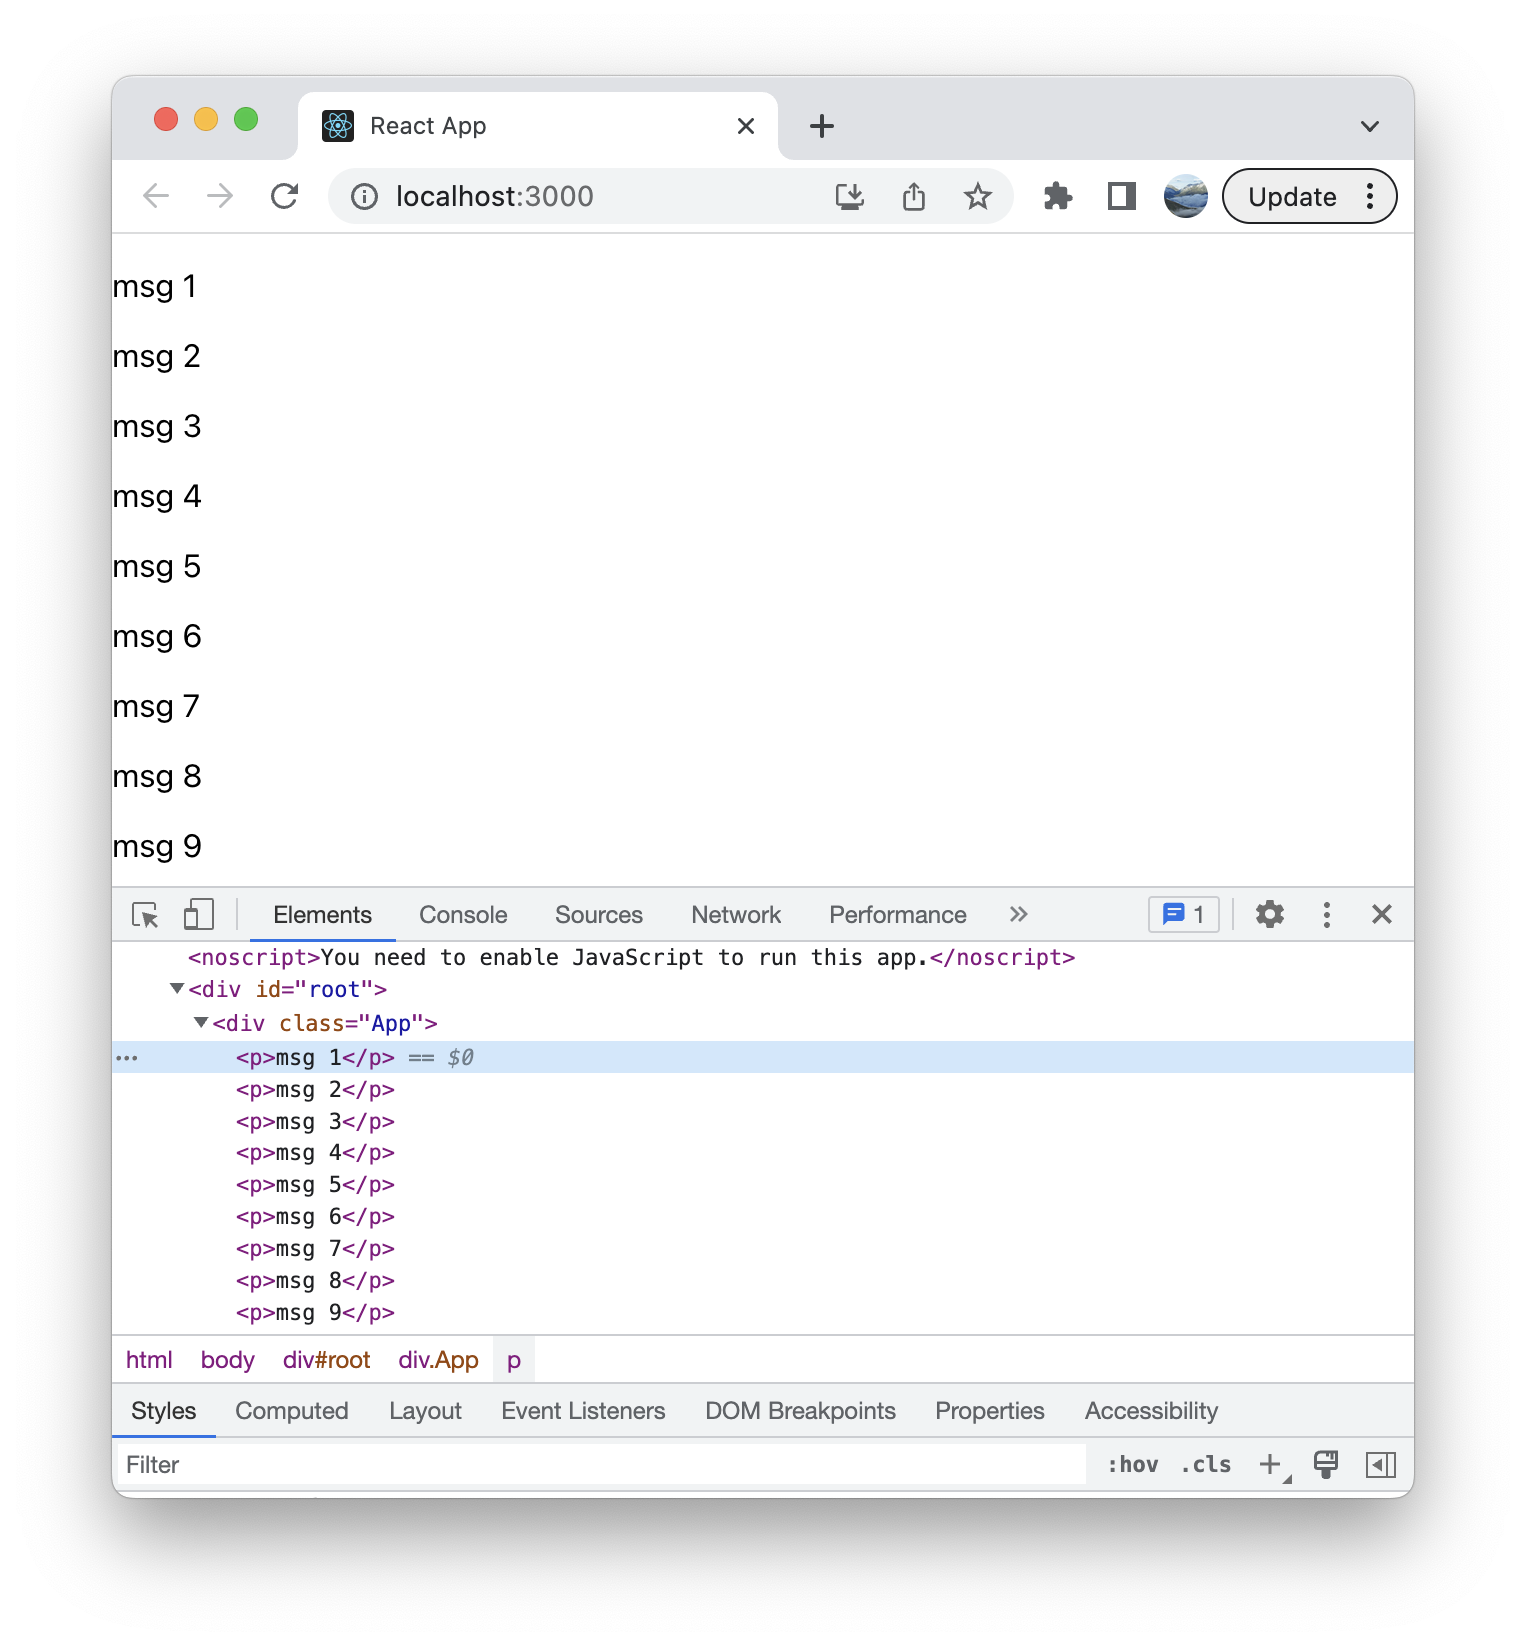 React App
localhost:3000
Update
msg 1
msg 2
msg 3
msg 4
msg 5
msg 6
msg 7
msg 8
msg 9
Elements Console Sources Network Performance » 1
<noscript>You need to enable JavaScript to run this app.</noscript>
<div id="root">
<div class="App">
<p>msg 1</p> == $0
<p>msg 2</p>
<p>msg 3</p>
<p>msg 4</p>
<p>msg 5</p>
<p>msg 6</p>
<p>msg 7</p>
<p>msg 8</p>
<p>msg 9</p>
html body div#root div.App p
Styles Computed Layout Event Listeners DOM Breakpoints Properties Accessibility
Filter :hov .cls